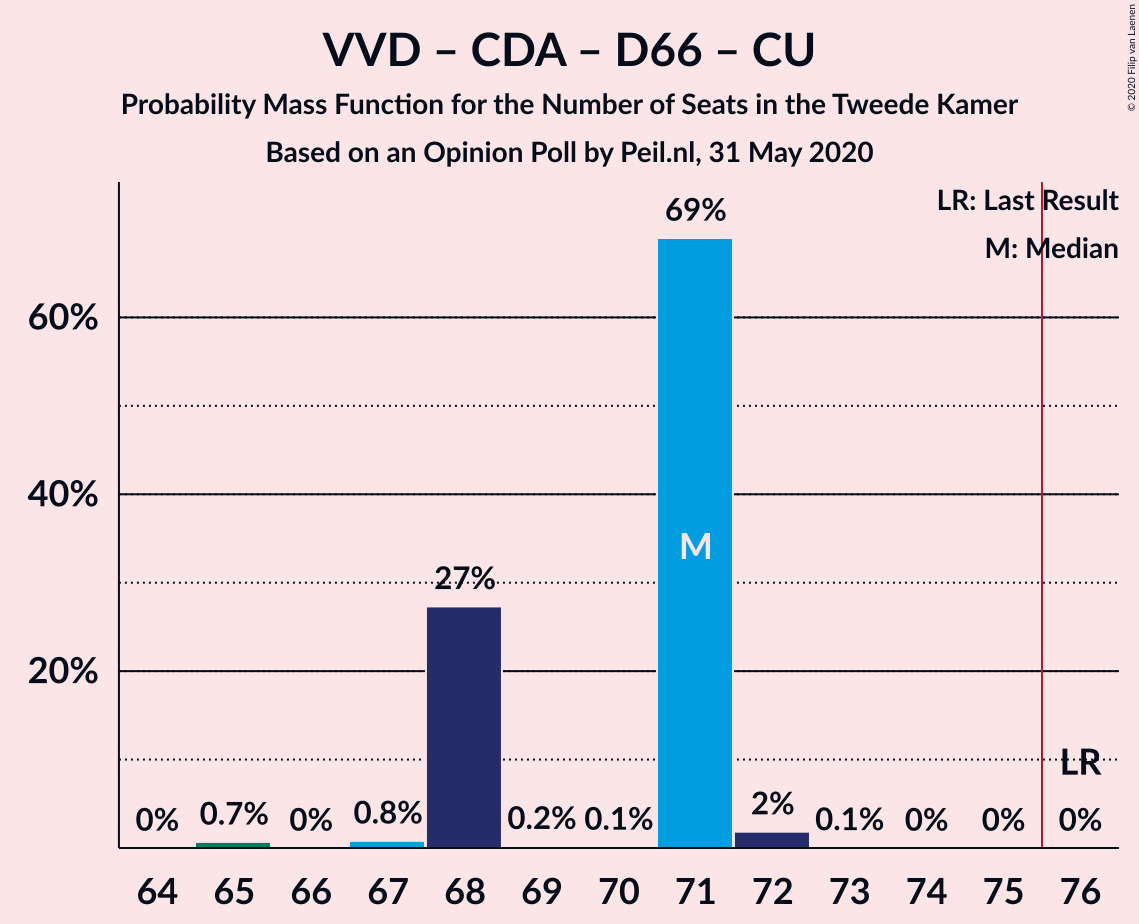 VVD – CDA – D66 – CU
Probability Mass Function for the Number of Seats in the Tweede Kamer
Based on an Opinion Poll by Peil.nl, 31 May 2020
© 2020 Filip van Laenen
LR: Last Result
M: Median
69%
60%
40%
20%
M
27%
LR
0% 0.7% 0% 0.8% 0.2% 0.1% 2% 0.1% 0% 0% 0%
64 65 66 67 68 69 70 71 72 73 74 75 76